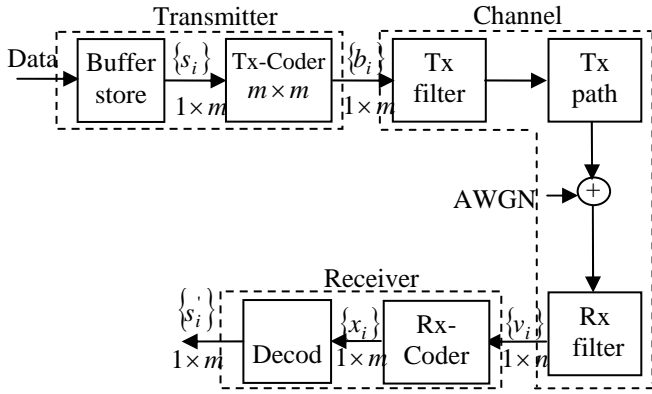 Transmitter
Channel
Data
Buffer
store
{s_i}
1 × m
Tx-Coder
m × m
{b_i}
1 × m
Tx
filter
Tx
path
AWGN
+
Receiver
{s_i'}
1 × m
Decod
{x_i}
1 × m
Rx-
Coder
{v_i}
1 × n
Rx
filter